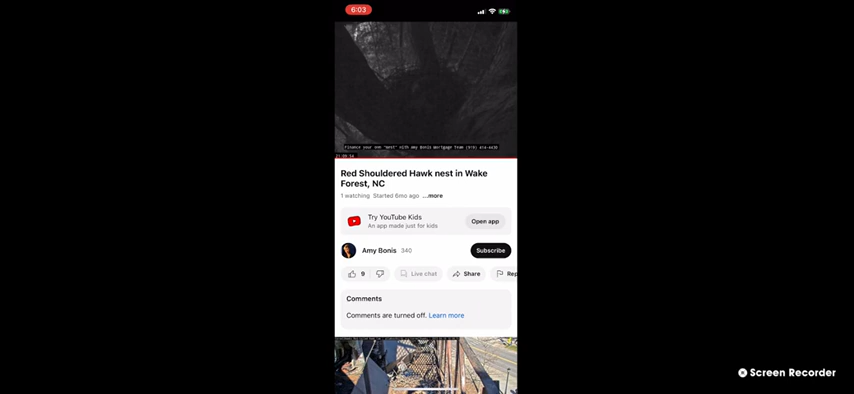 6:03
Finance your own "nest" with Amy Bonis Mortgage Team (919) 414-4430
Red Shouldered Hawk nest in Wake
Forest, NC
1 watching Started 6mo ago ...more
Try YouTube Kids
An app made just for kids
Open app
Amy Bonis 340
Subscribe
9 Live chat Share Rep
Comments
Comments are turned off. Learn more
Screen Recorder